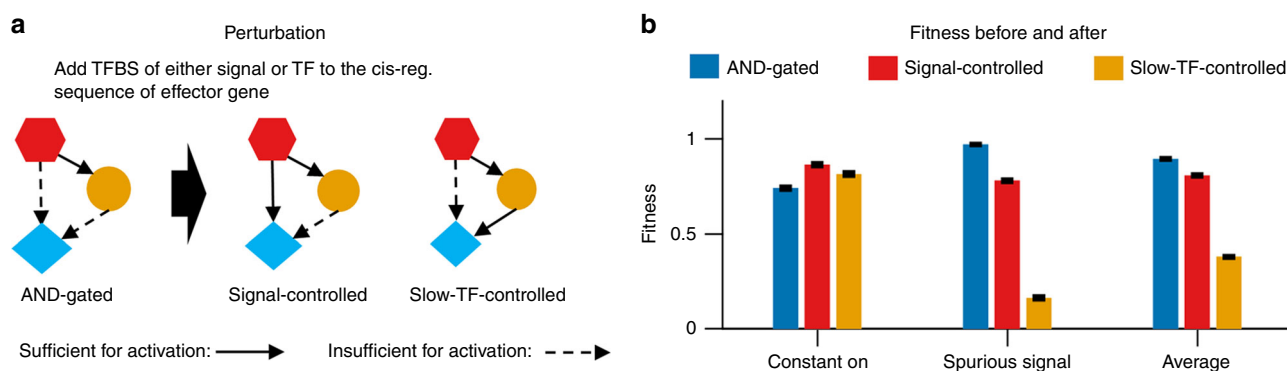 a
Perturbation
Add TFBS of either signal or TF to the cis-reg.
sequence of effector gene
AND-gated
Signal-controlled
Slow-TF-controlled
Sufficient for activation:
Insufficient for activation:
b
Fitness before and after
AND-gated
Signal-controlled
Slow-TF-controlled
Fitness
1
0.5
0
Constant on
Spurious signal
Average